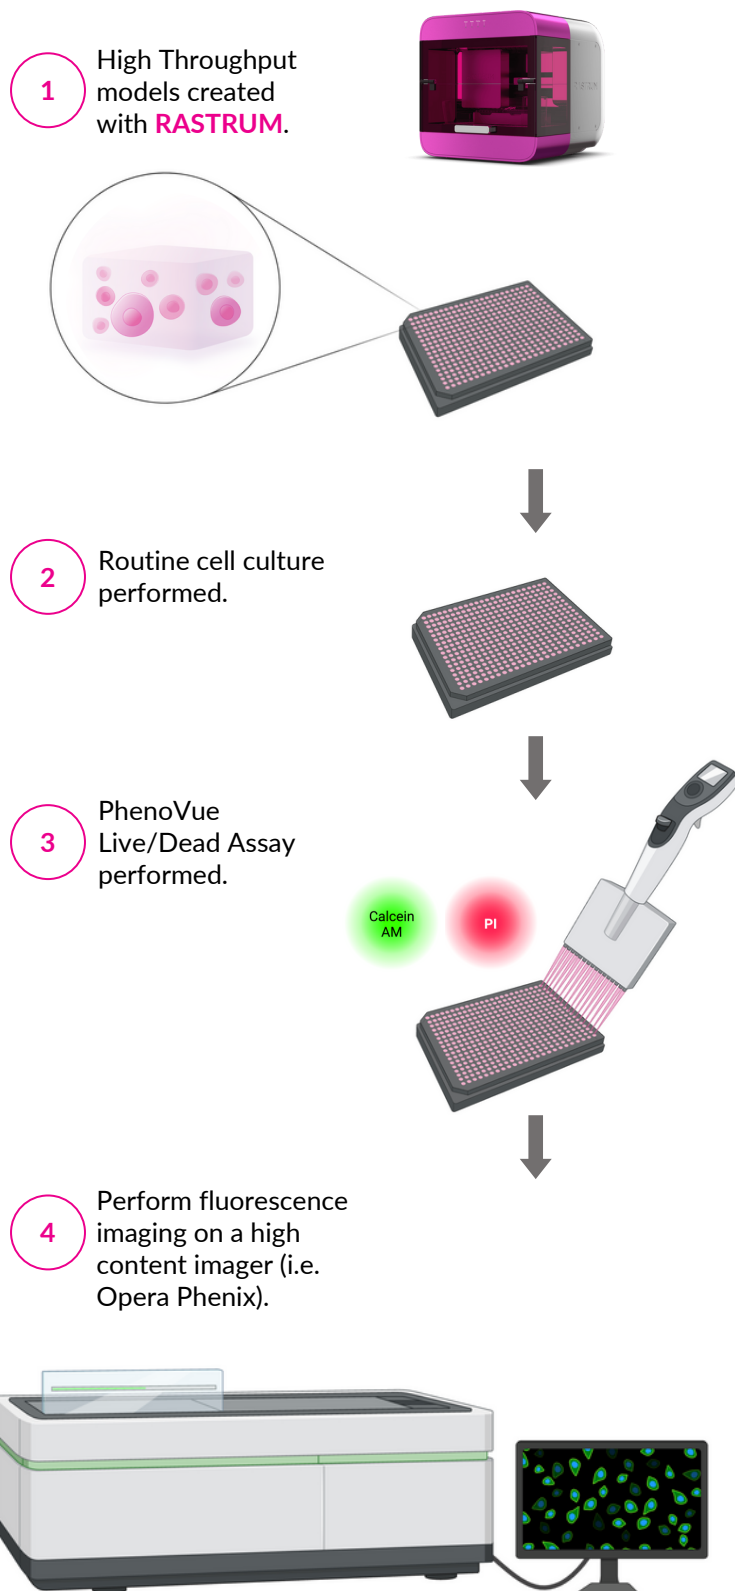 1
High Throughput
models created
with RASTRUM.
2
Routine cell culture
performed.
3
PhenoVue
Live/Dead Assay
performed.
Calcein
AM
PI
4
Perform fluorescence
imaging on a high
content imager (i.e.
Opera Phenix).